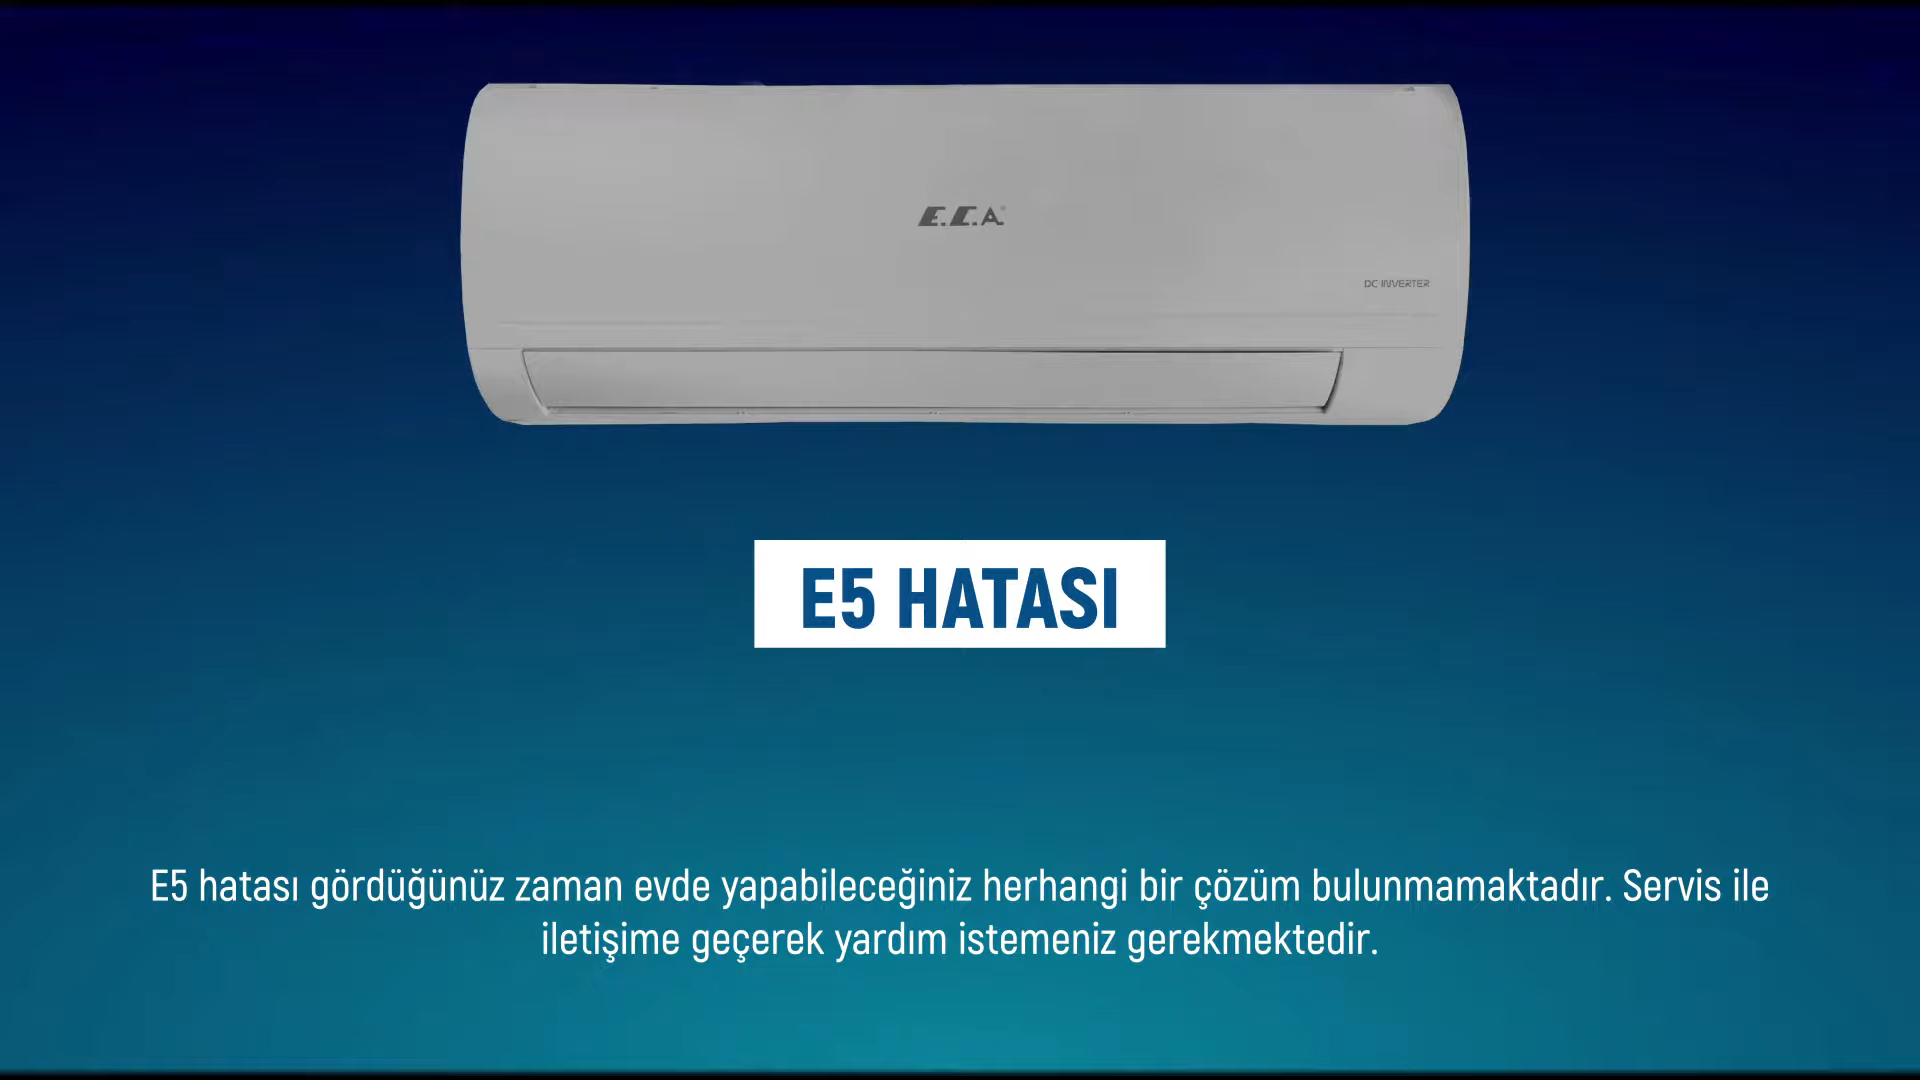 E.C.A.
DC INVERTER
E5 HATASI
E5 hatası gördüğünüz zaman evde yapabileceğiniz herhangi bir çözüm bulunmamaktadır. Servis ile
iletişime geçerek yardım istemeniz gerekmektedir.